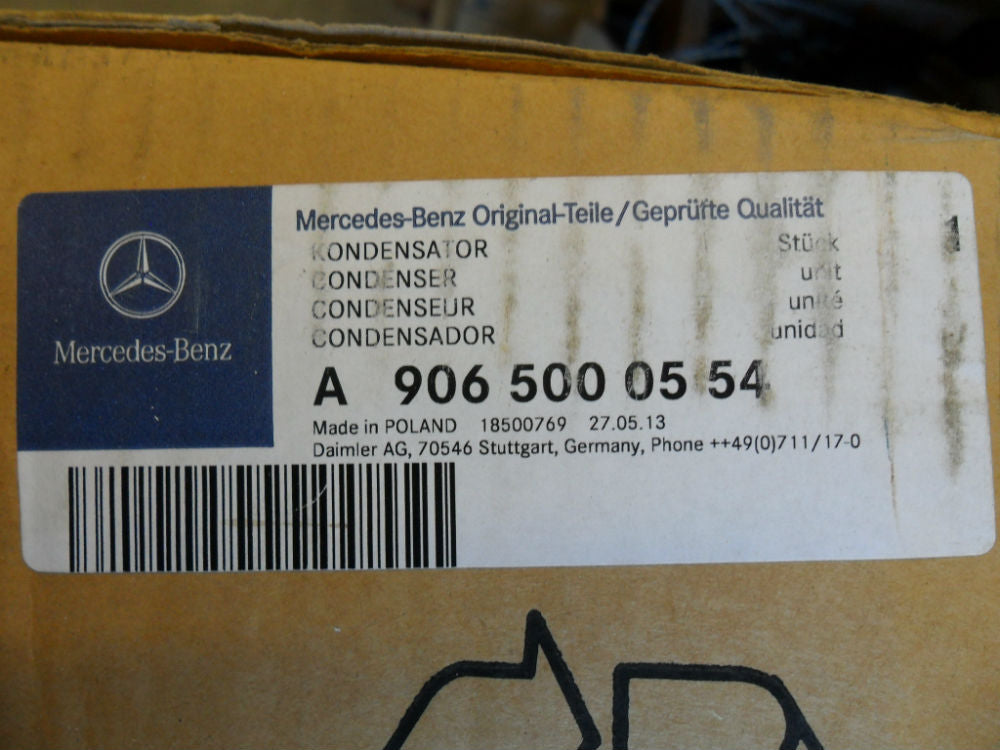 Mercedes-Benz
Mercedes-Benz Original-Teile/Geprüfte Qualität
KONDENSATOR Stück 1
CONDENSER unit
CONDENSEUR unité
CONDENSADOR unidad
A 906 500 05 54
Made in POLAND 18500769 27.05.13
Daimler AG, 70546 Stuttgart, Germany, Phone ++49(0)711/17-0